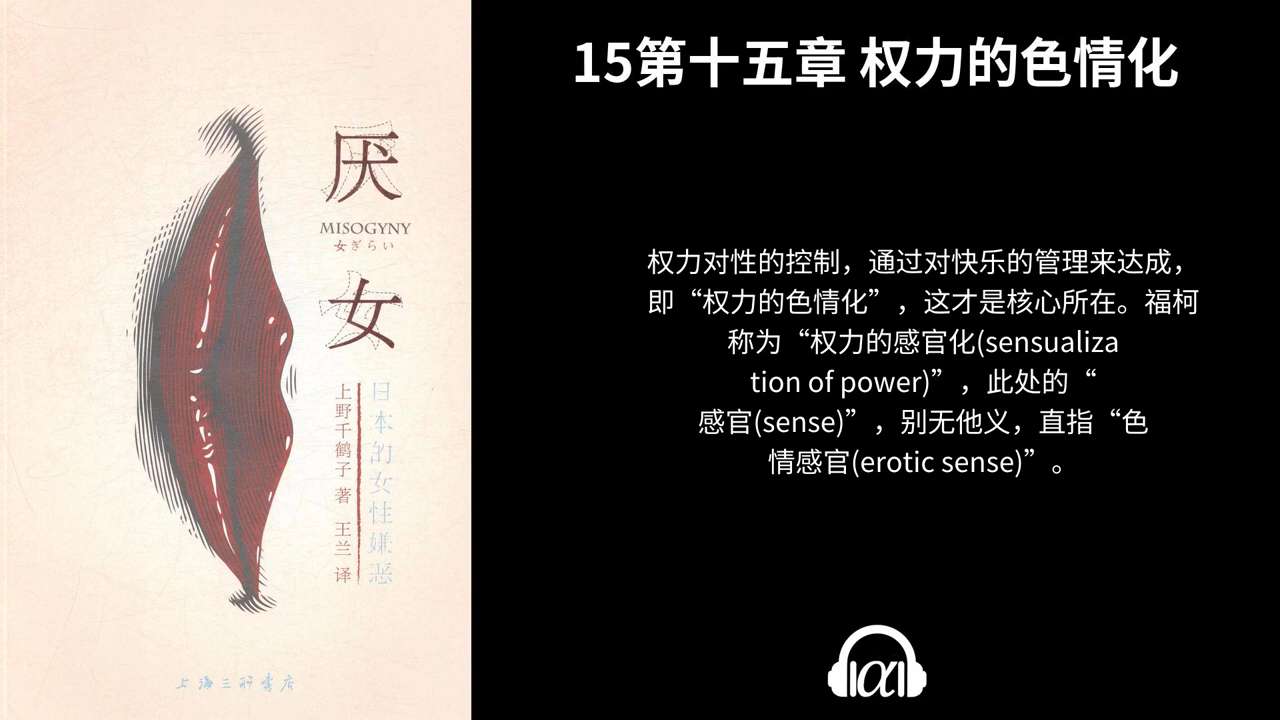 厌
MISOGYNY
女ぎらい
女
日本的女性嫌恶
上野千鹤子 著 王兰 译
上海三联书店
15第十五章 权力的色情化
权力对性的控制，通过对快乐的管理来达成，
即“权力的色情化”，这才是核心所在。福柯
称为“权力的感官化(sensualiza
tion of power)”，此处的“
感官(sense)”，别无他义，直指“色
情感官(erotic sense)”。
α